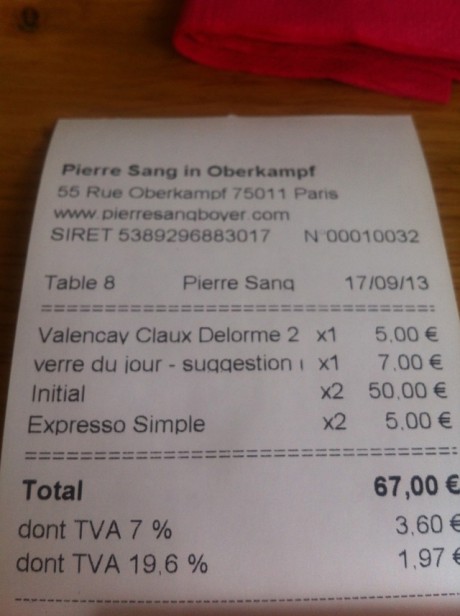 Pierre Sang in Oberkampf
55 Rue Oberkampf 75011 Paris
www.pierresangboyer.com
SIRET 5389296883017 N°00010032
Table 8 Pierre Sang 17/09/13
====================================
Valencay Claux Delorme 2 x1 5,00 €
verre du jour - suggestion x1 7,00 €
Initial x2 50,00 €
Expresso Simple x2 5,00 €
====================================
Total 67,00 €
dont TVA 7 % 3,60 €
dont TVA 19,6 % 1,97 €